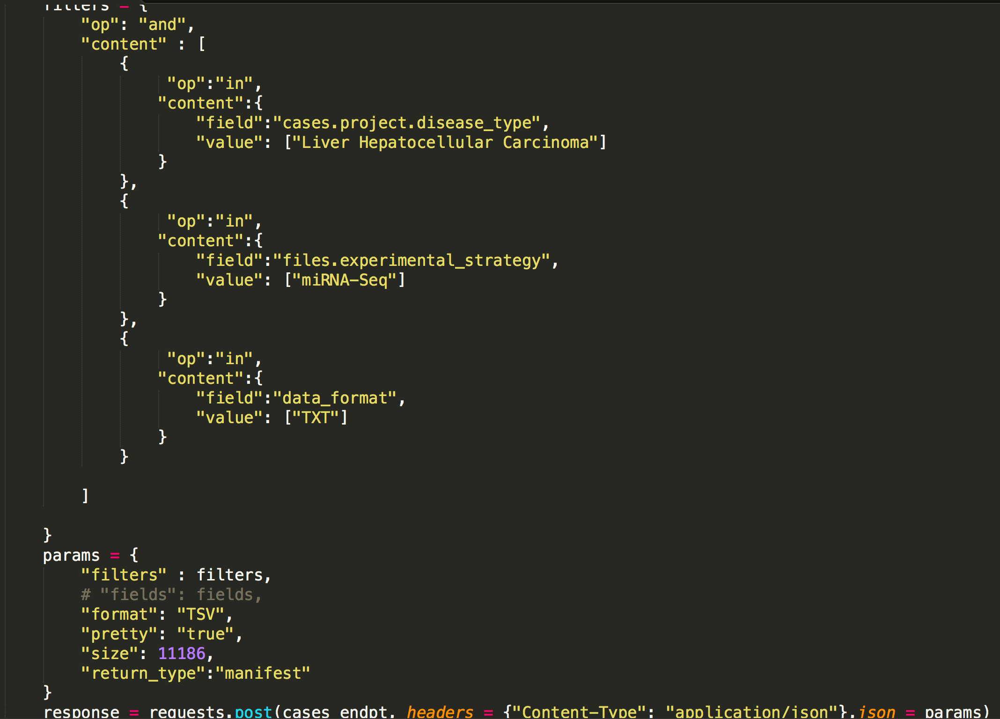 filters = {
"op": "and",
"content" : [
{
"op":"in",
"content":{
"field":"cases.project.disease_type",
"value": ["Liver Hepatocellular Carcinoma"]
}
},
{
"op":"in",
"content":{
"field":"files.experimental_strategy",
"value": ["miRNA-Seq"]
}
},
{
"op":"in",
"content":{
"field":"data_format",
"value": ["TXT"]
}
}
]
}
params = {
"filters" : filters,
# "fields": fields,
"format": "TSV",
"pretty": "true",
"size": 11186,
"return_type":"manifest"
}
response = requests.post(cases_endpt, headers = {"Content-Type": "application/json"},json = params)